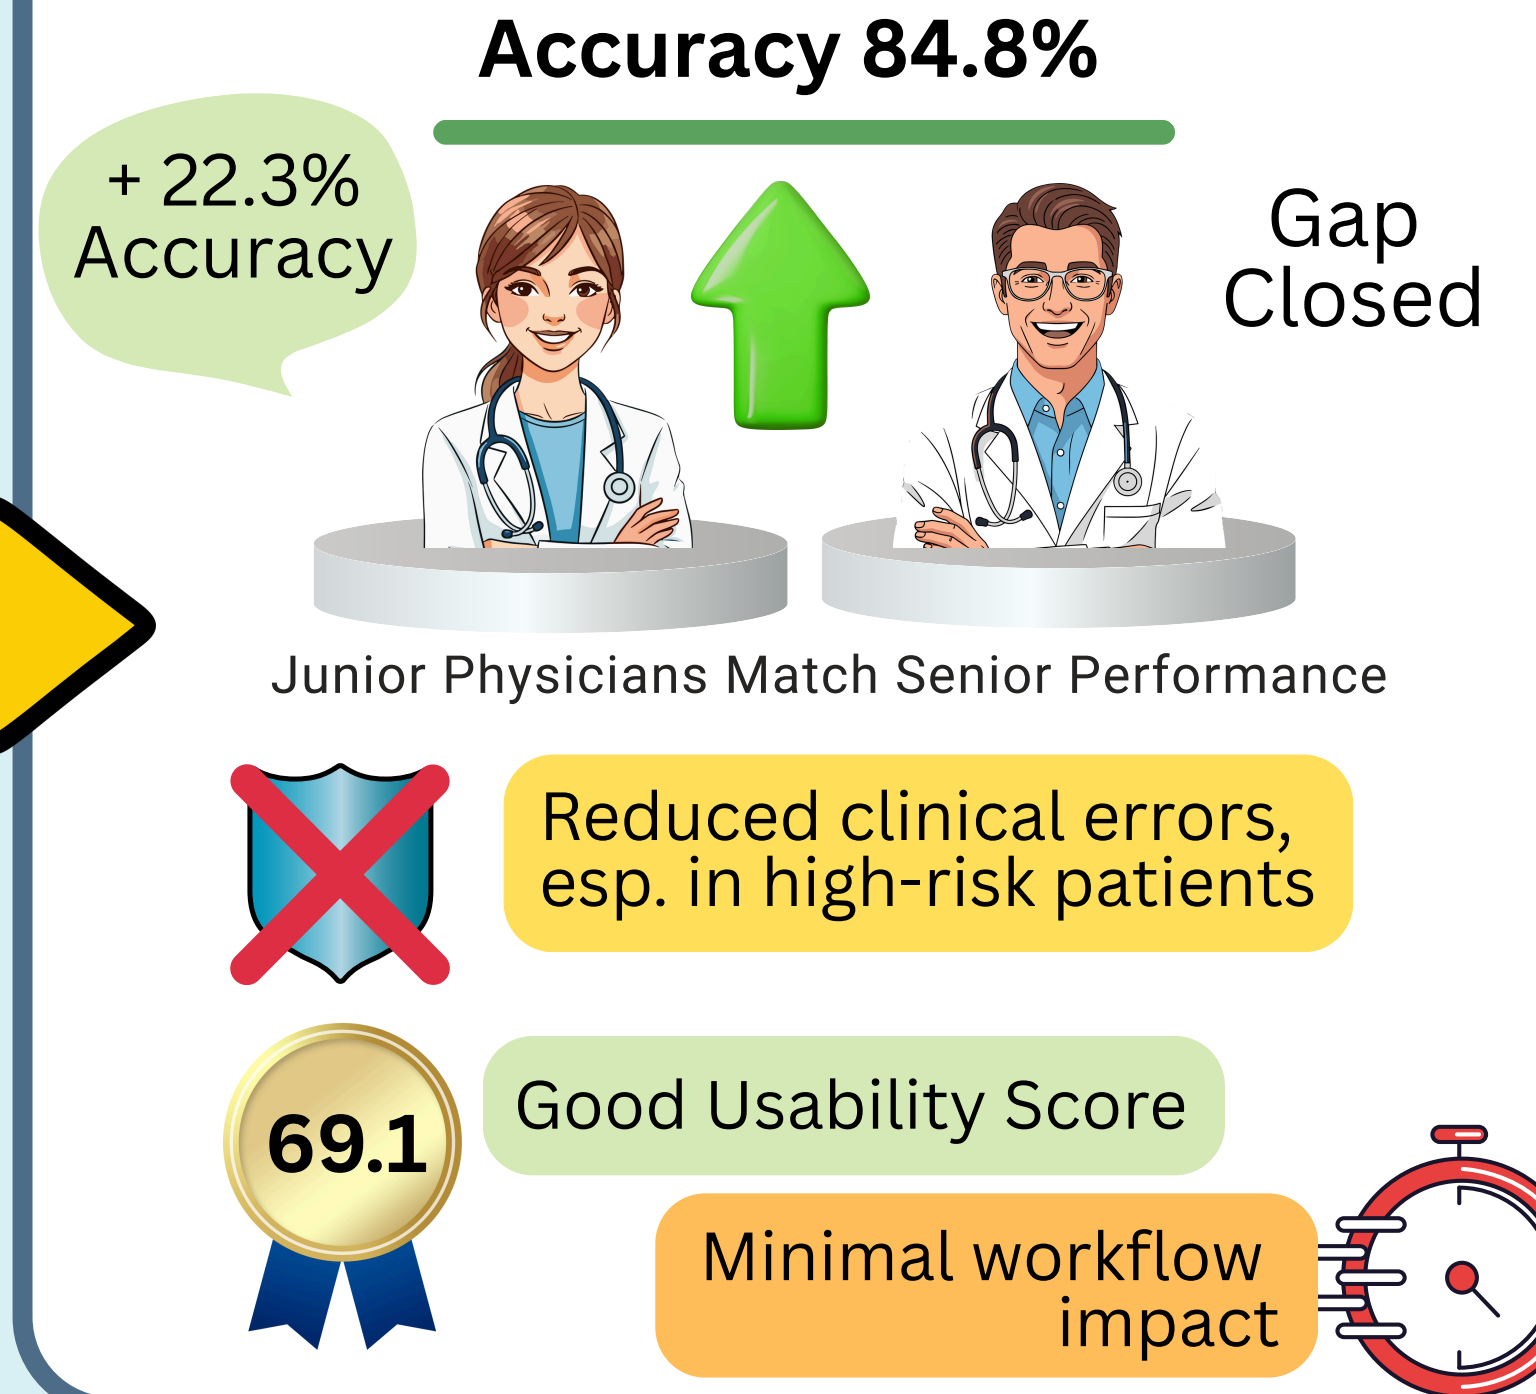 Accuracy 84.8%
+ 22.3%
Accuracy
Gap
Closed
Junior Physicians Match Senior Performance
Reduced clinical errors,
esp. in high-risk patients
69.1
Good Usability Score
Minimal workflow
impact